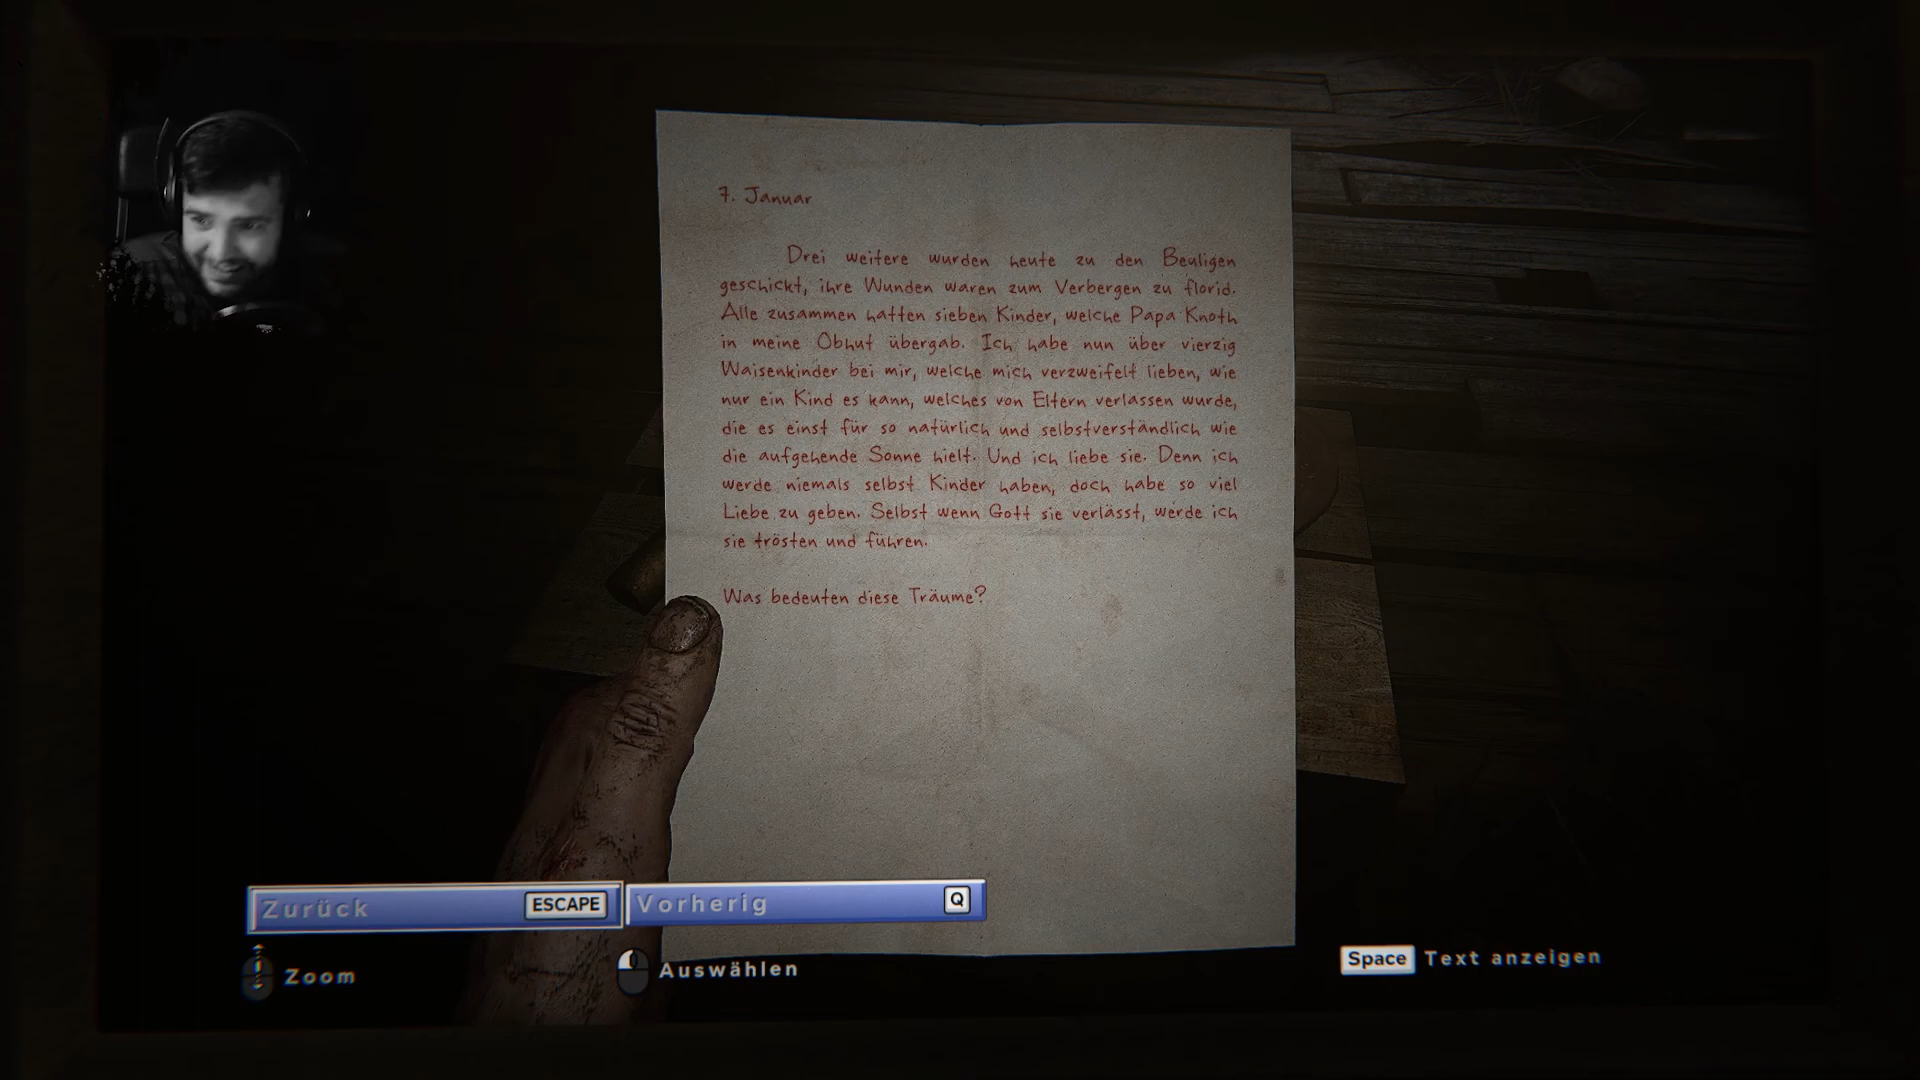 7. Januar
Drei weitere wurden heute zu den Beuligen
geschickt, ihre Wunden waren zum Verbergen zu florid.
Alle zusammen hatten sieben Kinder, welche Papa Knoth
in meine Obhut übergab. Ich habe nun über vierzig
Waisenkinder bei mir, welche mich verzweifelt lieben, wie
nur ein Kind es kann, welches von Eltern verlassen wurde,
die es einst für so natürlich und selbstverständlich wie
die aufgehende Sonne hielt. Und ich liebe sie. Denn ich
werde niemals selbst Kinder haben, doch habe so viel
Liebe zu geben. Selbst wenn Gott sie verlässt, werde ich
sie trösten und führen.
Was bedeuten diese Träume?
Zurück ESCAPE Vorherig Q
Zoom Auswählen Space Text anzeigen